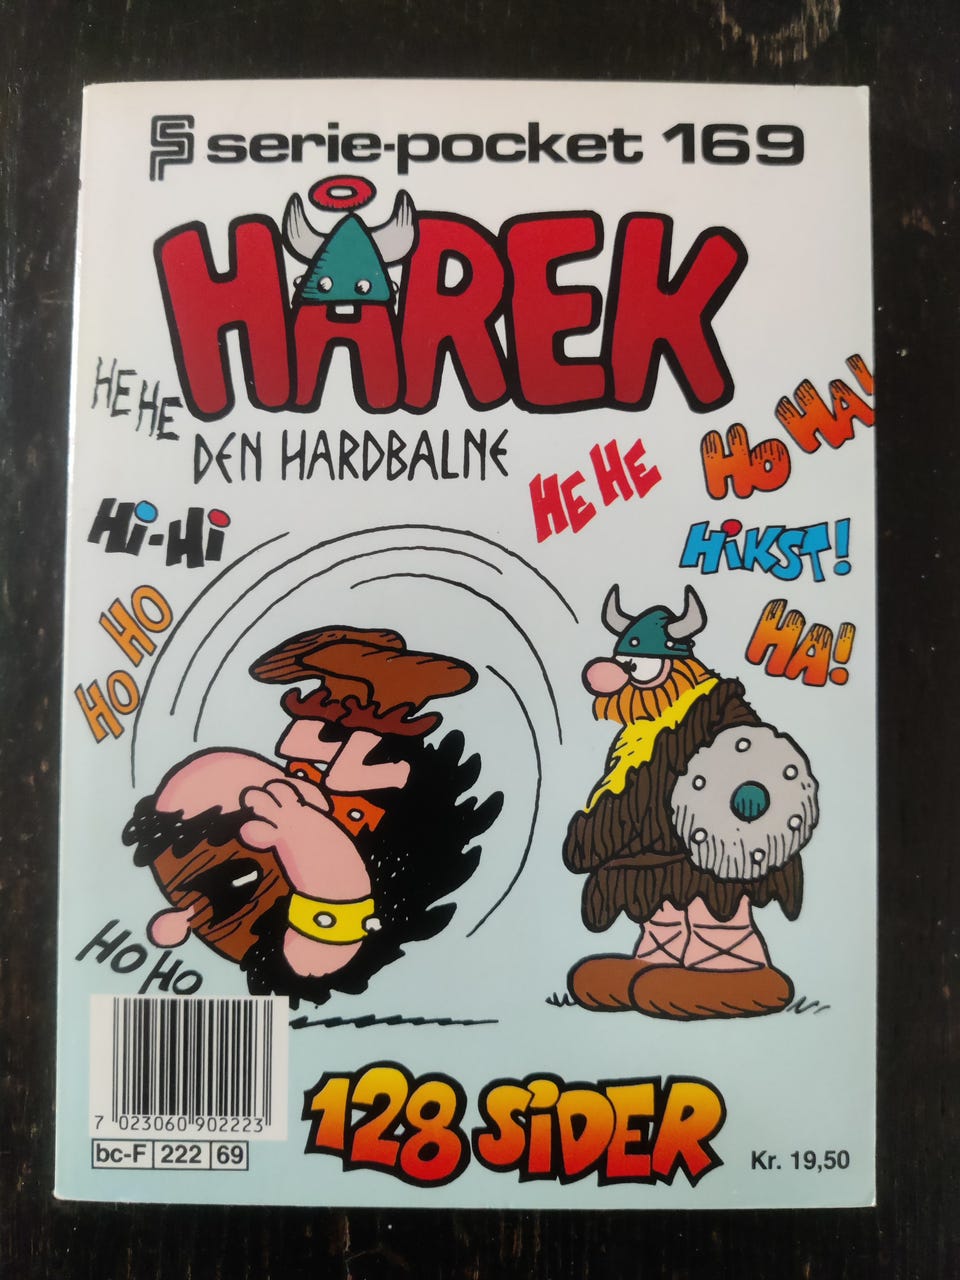 SP serie-pocket 169
HÅREK
HE HE
DEN HARDBALNE
HE HE
HO HA!
Hi-Hi
HiKST!
HO HO
HA!
HO HO
7 023060 902223
bc-F 222 69
128 SiDER
Kr. 19,50